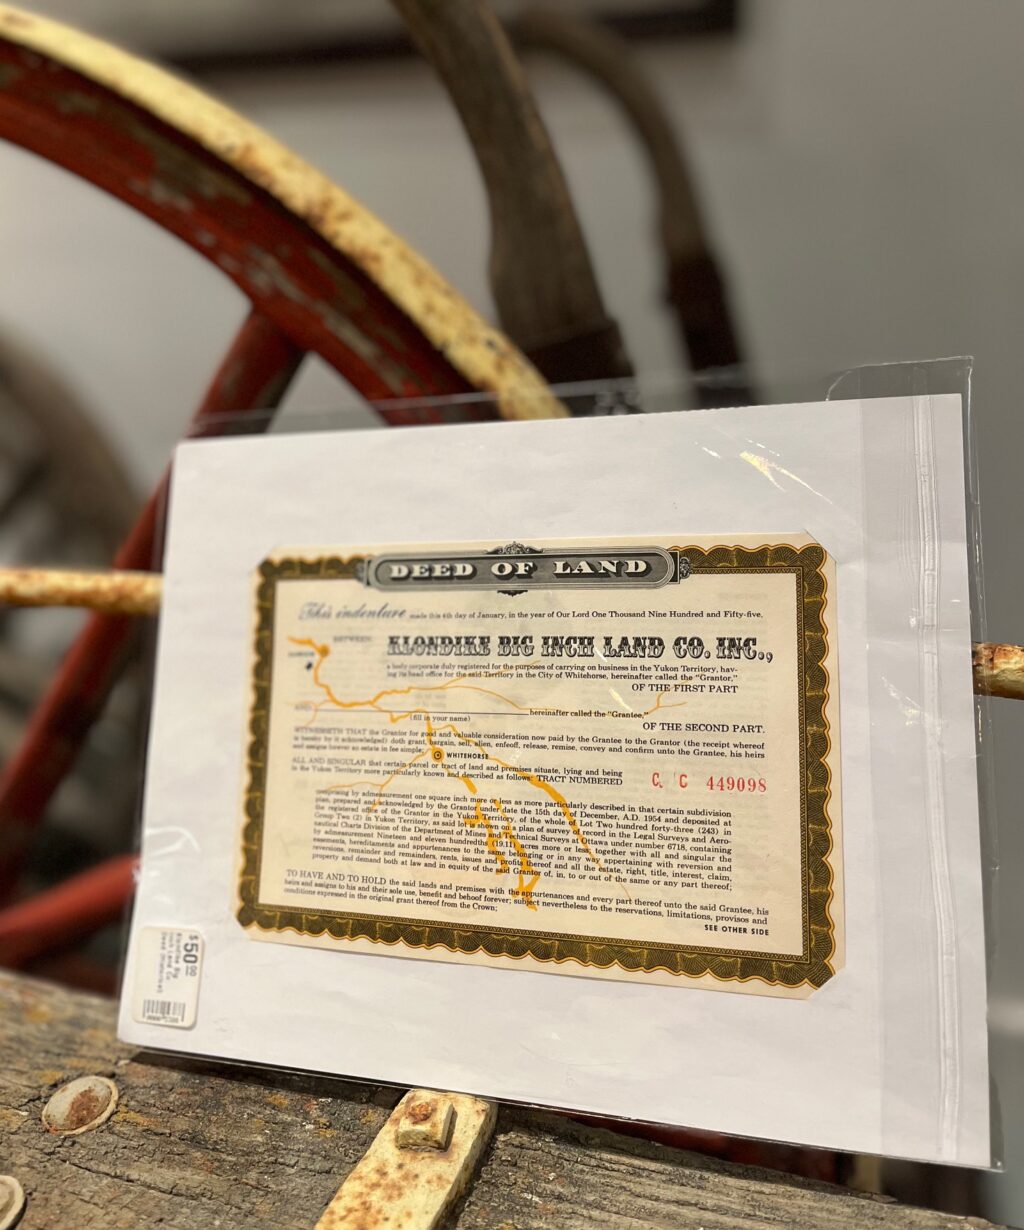 DEED OF LAND
This indenture made this 4th day of January, in the year of Our Lord One Thousand Nine Hundred and Fifty-five.
BETWEEN: KLONDIKE BIG INCH LAND CO. INC.,
a body corporate duly registered for the purposes of carrying on business in the Yukon Territory, hav-
ing its head office for the said Territory in the City of Whitehorse, hereinafter called the "Grantor,"
OF THE FIRST PART
AND hereinafter called the "Grantee,"
(fill in your name)
OF THE SECOND PART.
WITNESSETH THAT the Grantor for good and valuable consideration now paid by the Grantee to the Grantor (the receipt whereof
is hereby by it acknowledged) doth grant, bargain, sell, alien, enfeoff, release, remise, convey and confirm unto the Grantee, his heirs
and assigns forever an estate in fee simple;
WHITEHORSE
ALL AND SINGULAR that certain parcel or tract of land and premises situate, lying and being
in the Yukon Territory more particularly known and described as follows: TRACT NUMBERED
C C 449098
comprising by admeasurement one square inch more or less as more particularly described in that certain subdivision
plan, prepared and acknowledged by the Grantor under date the 15th day of December, A.D. 1954 and deposited at
the registered office of the Grantor in the Yukon Territory, of the whole of Lot Two hundred forty-three (243) in
Group Two (2) in Yukon Territory, as said lot is shown on a plan of survey of record in the Legal Surveys and Aero-
nautical Charts Division of the Department of Mines and Technical Surveys at Ottawa under number 6718, containing
by admeasurement Nineteen and eleven hundredths (19.11) acres more or less, together with all and singular the
easements, hereditaments and appurtenances to the same belonging or in any way appertaining with reversion and
reversions, remainder and remainders, rents, issues and profits thereof and all the estate, right, title, interest, claim,
property and demand both at law and in equity of the said Grantor of, in, to or out of the same or any part thereof;
TO HAVE AND TO HOLD the said lands and premises with the appurtenances and every part thereof unto the said Grantee, his
heirs and assigns to his and their sole use, benefit and behoof forever; subject nevertheless to the reservations, limitations, provisos and
conditions expressed in the original grant thereof from the Crown;
SEE OTHER SIDE
$50.00
Klondike Big
Inch Land Co